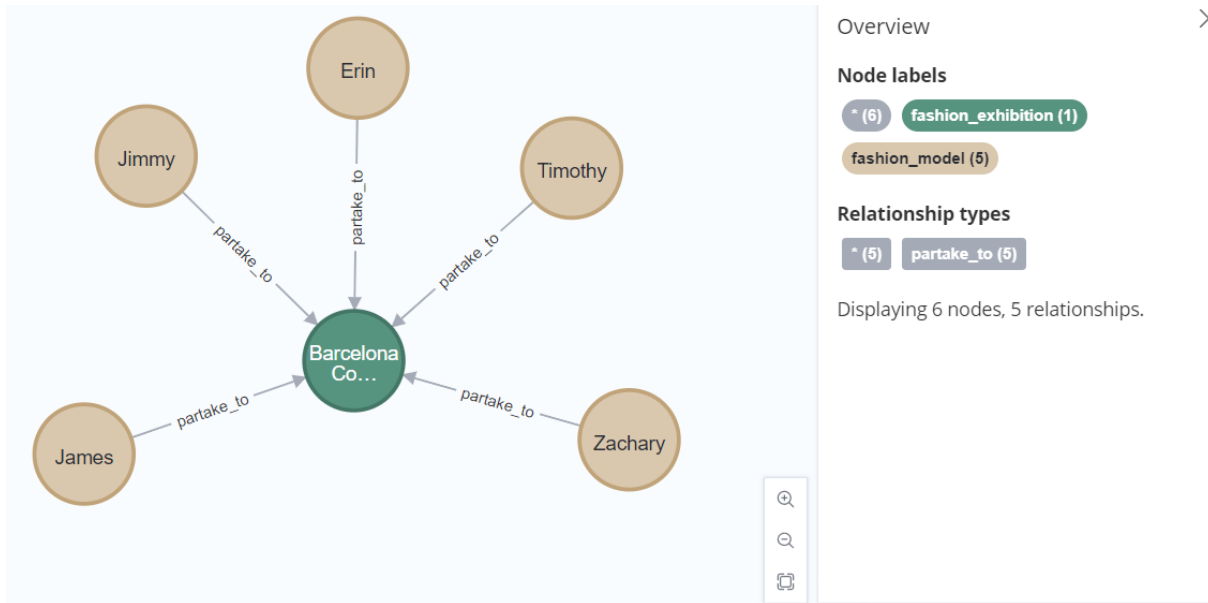 Erin
Jimmy
Timothy
partake_to
partake_to
partake_to
Barcelona
Co…
partake_to
partake_to
James
Zachary
Overview
Node labels
* (6) fashion_exhibition (1)
fashion_model (5)
Relationship types
* (5) partake_to (5)
Displaying 6 nodes, 5 relationships.